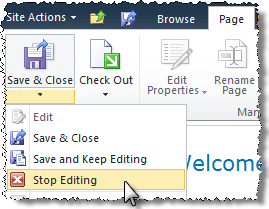 Site Actions Browse Page
Save & Close Check Out Edit Properties Rename Page
Edit
Save & Close
Save and Keep Editing
Stop Editing
Welcome